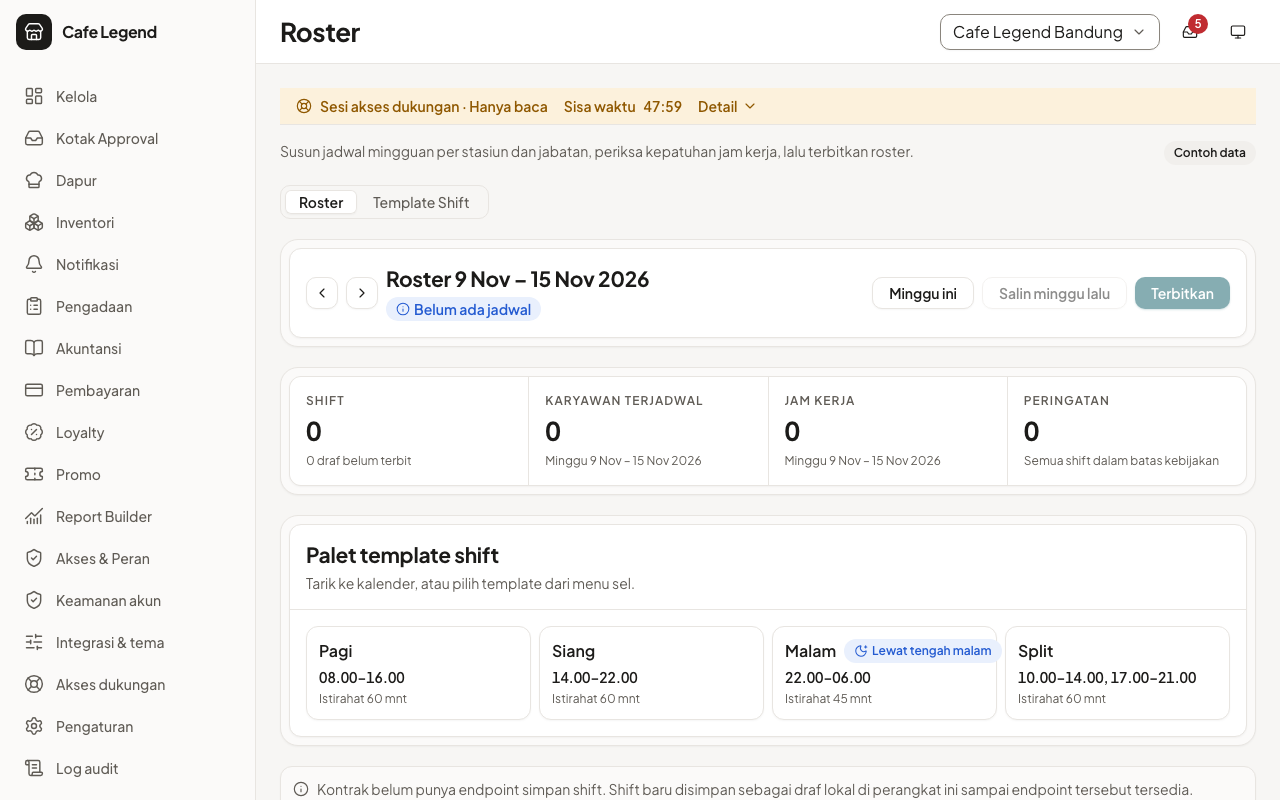 Cafe Legend
Roster
Cafe Legend Bandung
5
Kelola
Kotak Approval
Dapur
Inventori
Notifikasi
Pengadaan
Akuntansi
Pembayaran
Loyalty
Promo
Report Builder
Akses & Peran
Keamanan akun
Integrasi & tema
Akses dukungan
Pengaturan
Log audit
Sesi akses dukungan · Hanya baca Sisa waktu 47:59 Detail
Susun jadwal mingguan per stasiun dan jabatan, periksa kepatuhan jam kerja, lalu terbitkan roster.
Contoh data
Roster Template Shift
Roster 9 Nov – 15 Nov 2026
Belum ada jadwal
Minggu ini Salin minggu lalu Terbitkan
SHIFT
0
0 draf belum terbit
KARYAWAN TERJADWAL
0
Minggu 9 Nov – 15 Nov 2026
JAM KERJA
0
Minggu 9 Nov – 15 Nov 2026
PERINGATAN
0
Semua shift dalam batas kebijakan
Palet template shift
Tarik ke kalender, atau pilih template dari menu sel.
Pagi
08.00–16.00
Istirahat 60 mnt
Siang
14.00–22.00
Istirahat 60 mnt
Malam Lewat tengah malam
22.00–06.00
Istirahat 45 mnt
Split
10.00–14.00, 17.00–21.00
Istirahat 60 mnt
Kontrak belum punya endpoint simpan shift. Shift baru disimpan sebagai draf lokal di perangkat ini sampai endpoint tersebut tersedia.